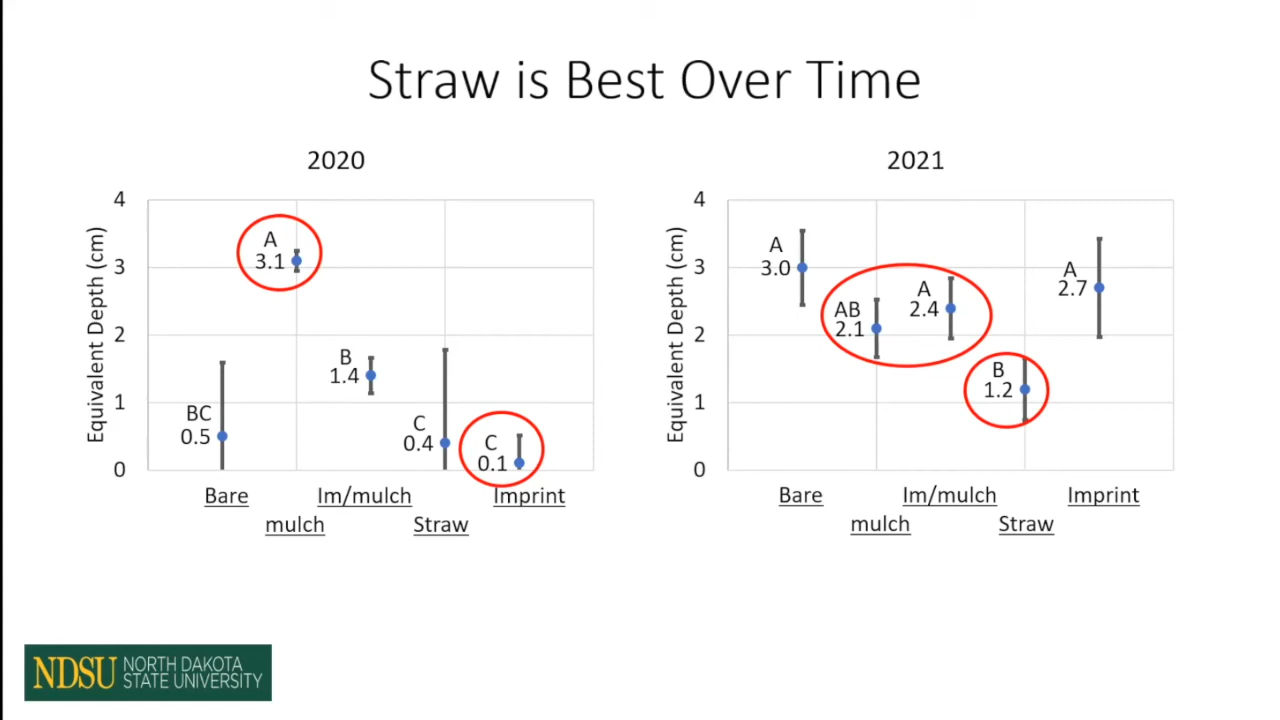 Straw is Best Over Time
2020
4
3
2
1
0
Equivalent Depth (cm)
BC
0.5
A
3.1
B
1.4
C
0.4
C
0.1
Bare
mulch
Im/mulch
Straw
Imprint
2021
4
3
2
1
0
Equivalent Depth (cm)
A
3.0
AB
2.1
A
2.4
B
1.2
A
2.7
Bare
mulch
Im/mulch
Straw
Imprint
NDSU
NORTH DAKOTA
STATE UNIVERSITY